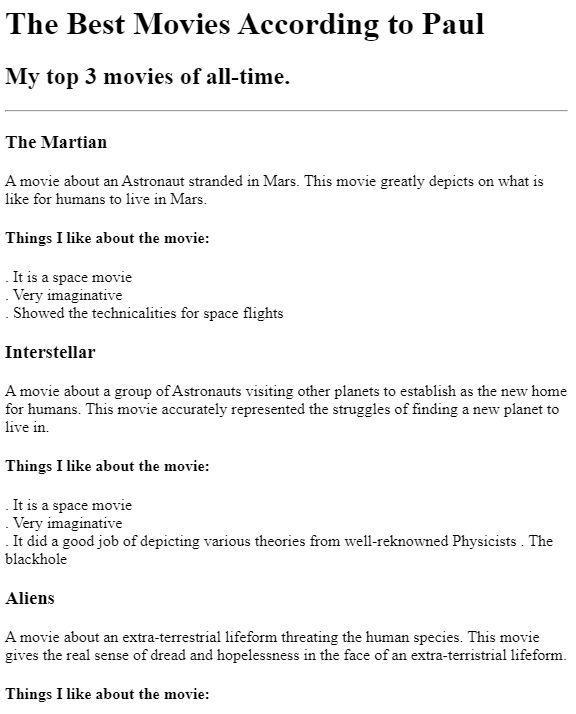 The Best Movies According to Paul
My top 3 movies of all-time.
The Martian
A movie about an Astronaut stranded in Mars. This movie greatly depicts on what is
like for humans to live in Mars.
Things I like about the movie:
. It is a space movie
. Very imaginative
. Showed the technicalities for space flights
Interstellar
A movie about a group of Astronauts visiting other planets to establish as the new home
for humans. This movie accurately represented the struggles of finding a new planet to
live in.
Things I like about the movie:
. It is a space movie
. Very imaginative
. It did a good job of depicting various theories from well-reknowned Physicists . The
blackhole
Aliens
A movie about an extra-terrestrial lifeform threating the human species. This movie
gives the real sense of dread and hopelessness in the face of an extra-terristrial lifeform.
Things I like about the movie: